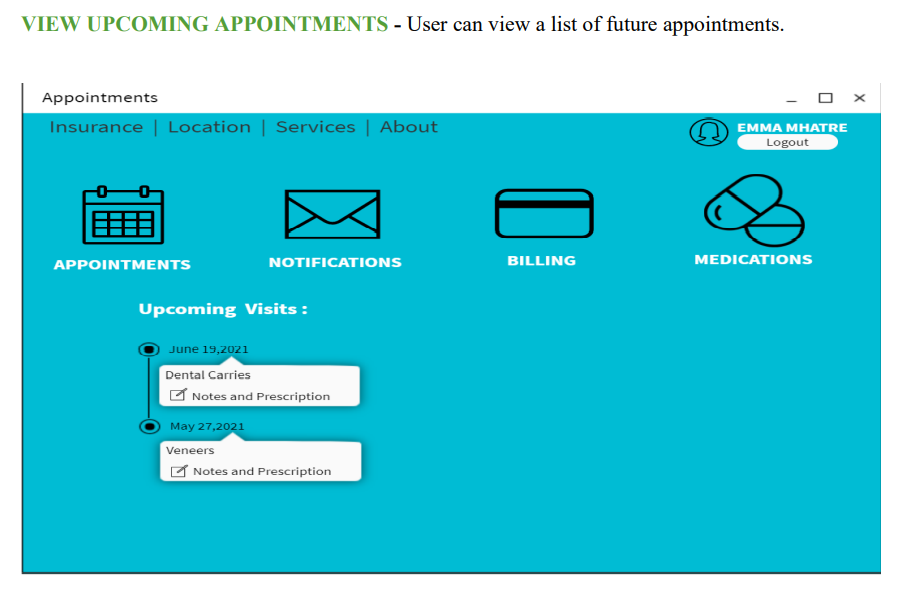 VIEW UPCOMING APPOINTMENTS - User can view a list of future appointments.
Appointments
Insurance | Location | Services | About
EMMA MHATRE
Logout
APPOINTMENTS
NOTIFICATIONS
BILLING
MEDICATIONS
Upcoming Visits :
June 19,2021
Dental Carries
Notes and Prescription
May 27,2021
Veneers
Notes and Prescription